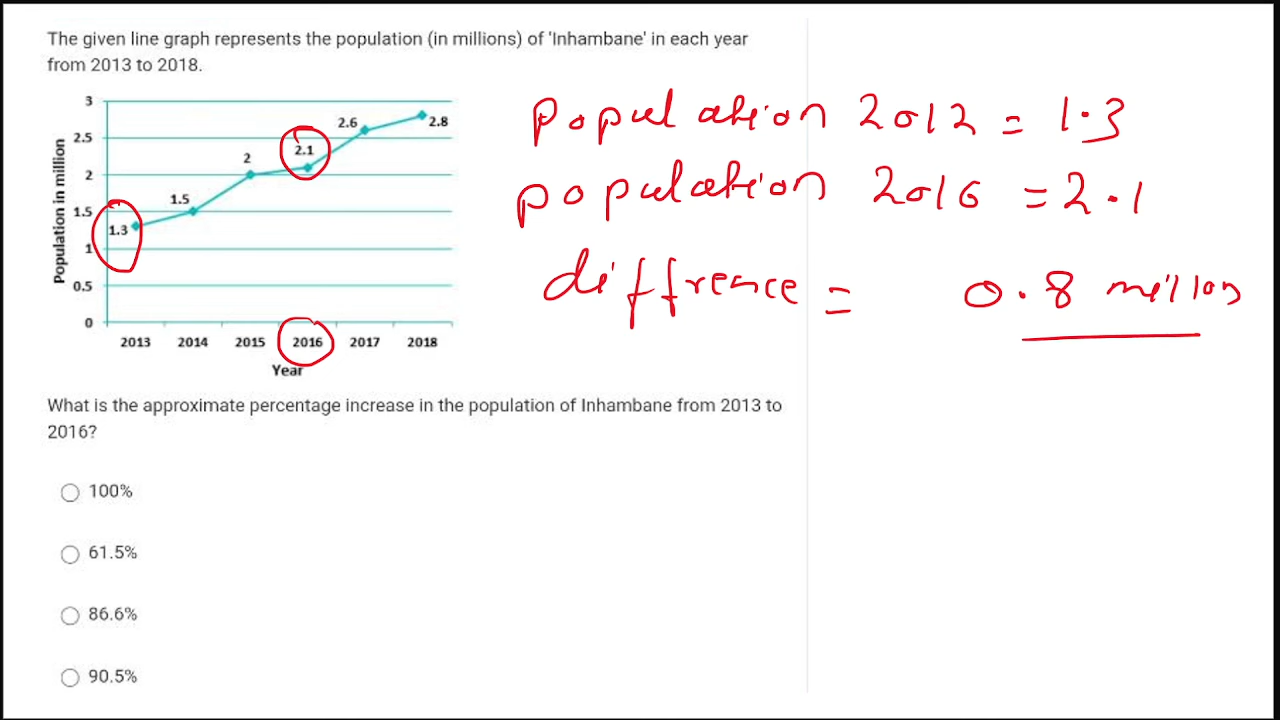 The given line graph represents the population (in millions) of 'Inhambane' in each year
from 2013 to 2018.
3
2.5
2
1.5
1
0.5
0
Population in million
1.3
1.5
2
2.1
2.6
2.8
2013 2014 2015 2016 2017 2018
Year
What is the approximate percentage increase in the population of Inhambane from 2013 to
2016?
100%
61.5%
86.6%
90.5%
Population 2012 = 1.3
population 2016 = 2.1
diffrence = 0.8 millon